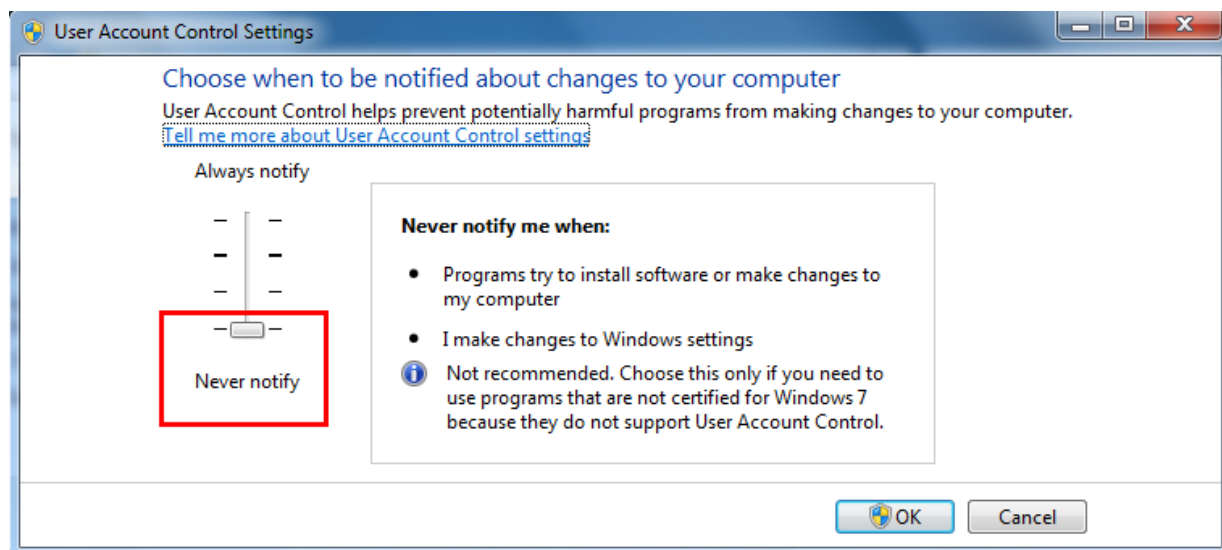 User Account Control Settings
Choose when to be notified about changes to your computer
User Account Control helps prevent potentially harmful programs from making changes to your computer.
Tell me more about User Account Control settings
Always notify
Never notify me when:
Programs try to install software or make changes to
my computer
I make changes to Windows settings
Never notify
Not recommended. Choose this only if you need to
use programs that are not certified for Windows 7
because they do not support User Account Control.
OK
Cancel